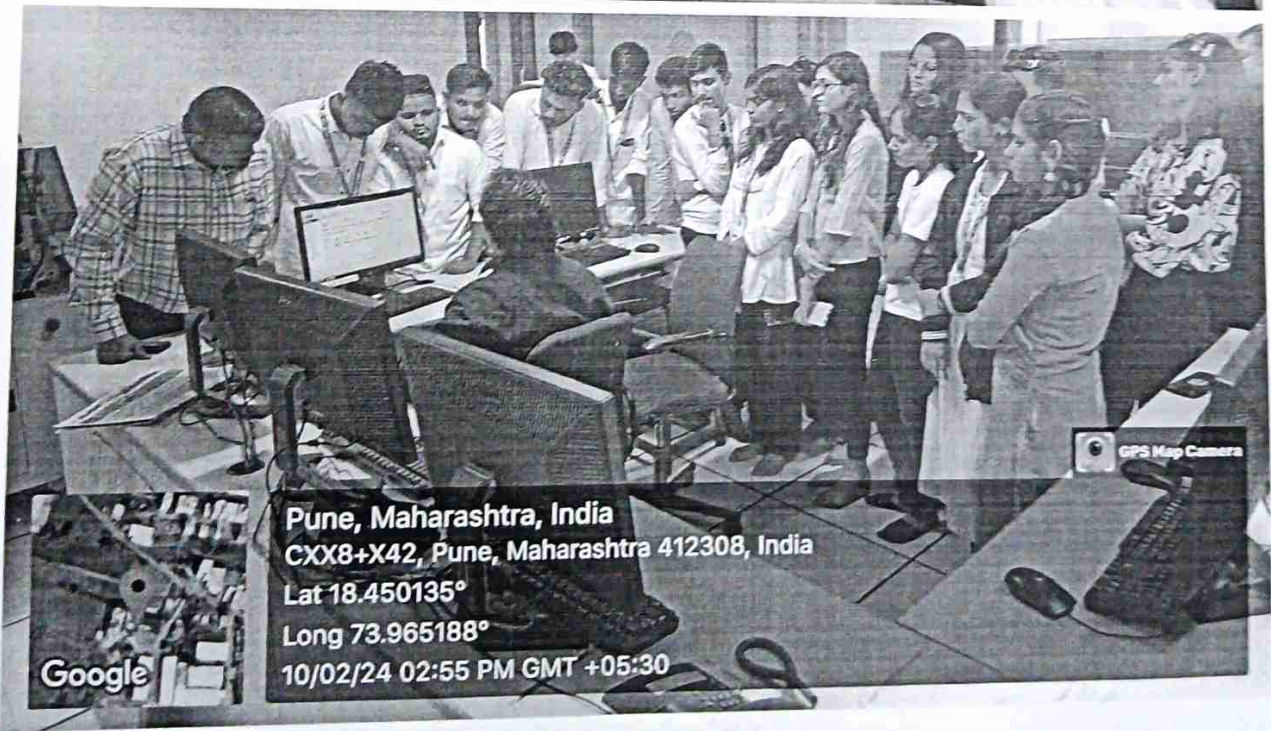 GPS Map Camera
Pune, Maharashtra, India
CXX8+X42, Pune, Maharashtra 412308, India
Lat 18.450135°
Long 73.965188°
10/02/24 02:55 PM GMT +05:30
Google